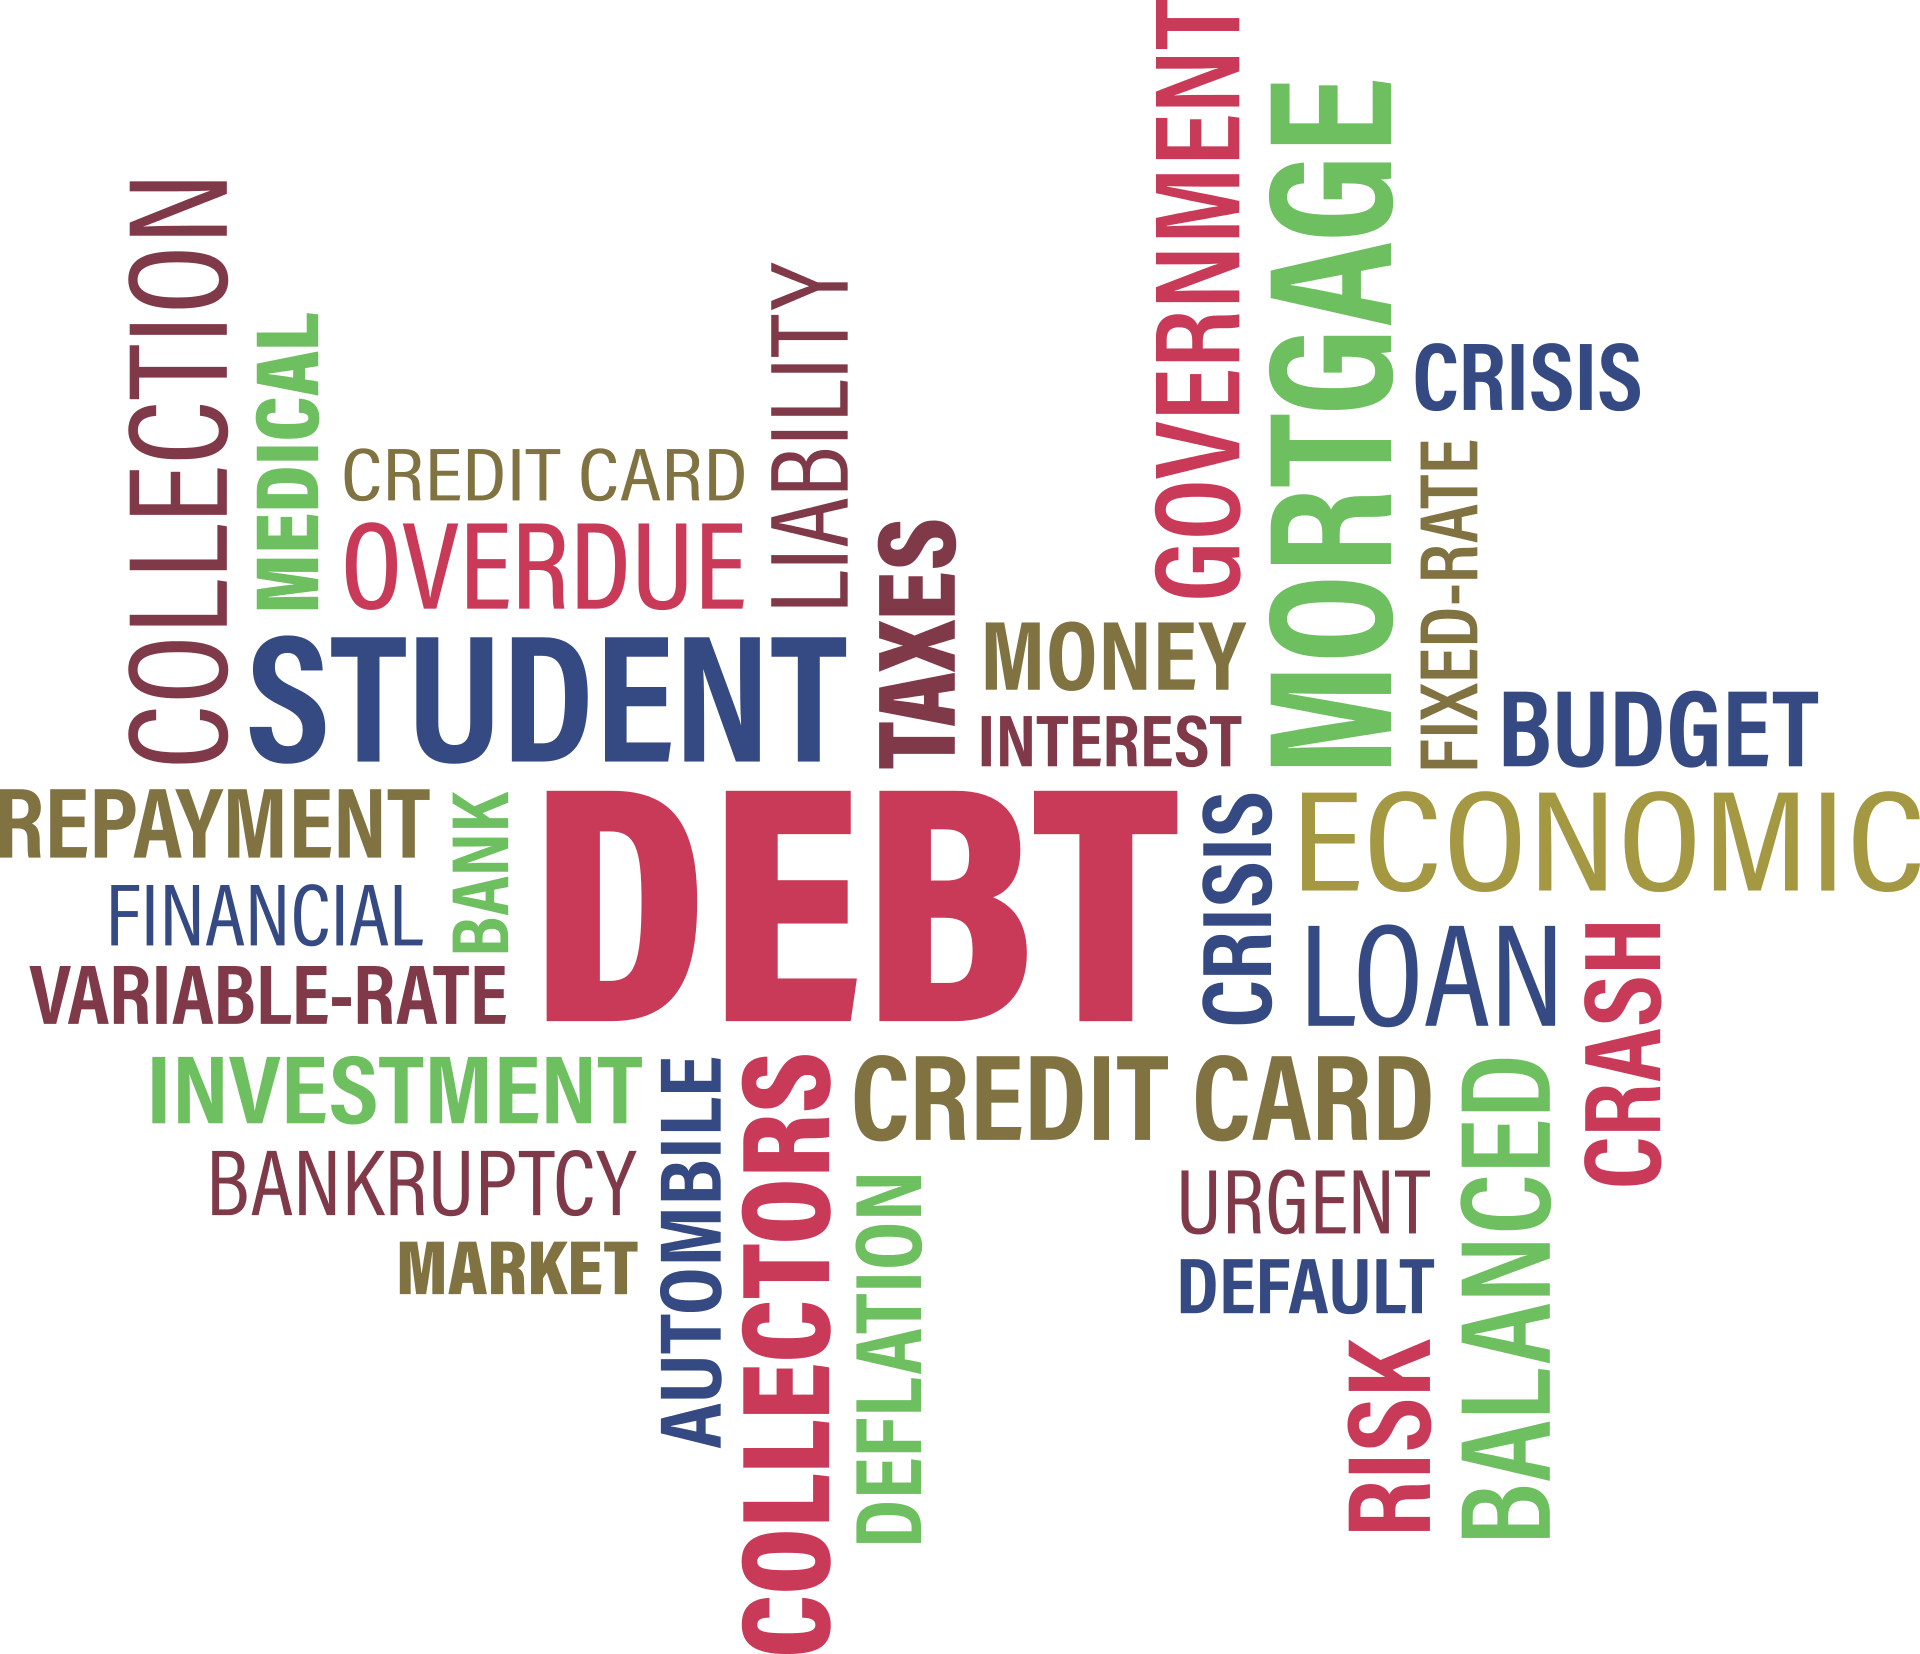 GOVERNMENT
MORTGAGE
COLLECTION
MEDICAL
LIABILITY
CRISIS
CREDIT CARD
FIXED-RATE
OVERDUE
TAXES
STUDENT
MONEY
INTEREST
BUDGET
REPAYMENT
BANK
DEBT
CRISIS
ECONOMIC
FINANCIAL
LOAN
CRASH
VARIABLE-RATE
INVESTMENT
AUTOMBILE
COLLECTORS
CREDIT CARD
BALANCED
BANKRUPTCY
DEFLATION
URGENT
MARKET
DEFAULT
RISK